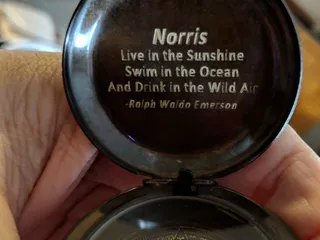 Norris
Live in the Sunshine
Swim in the Ocean
And Drink in the Wild Air
-Ralph Waldo Emerson